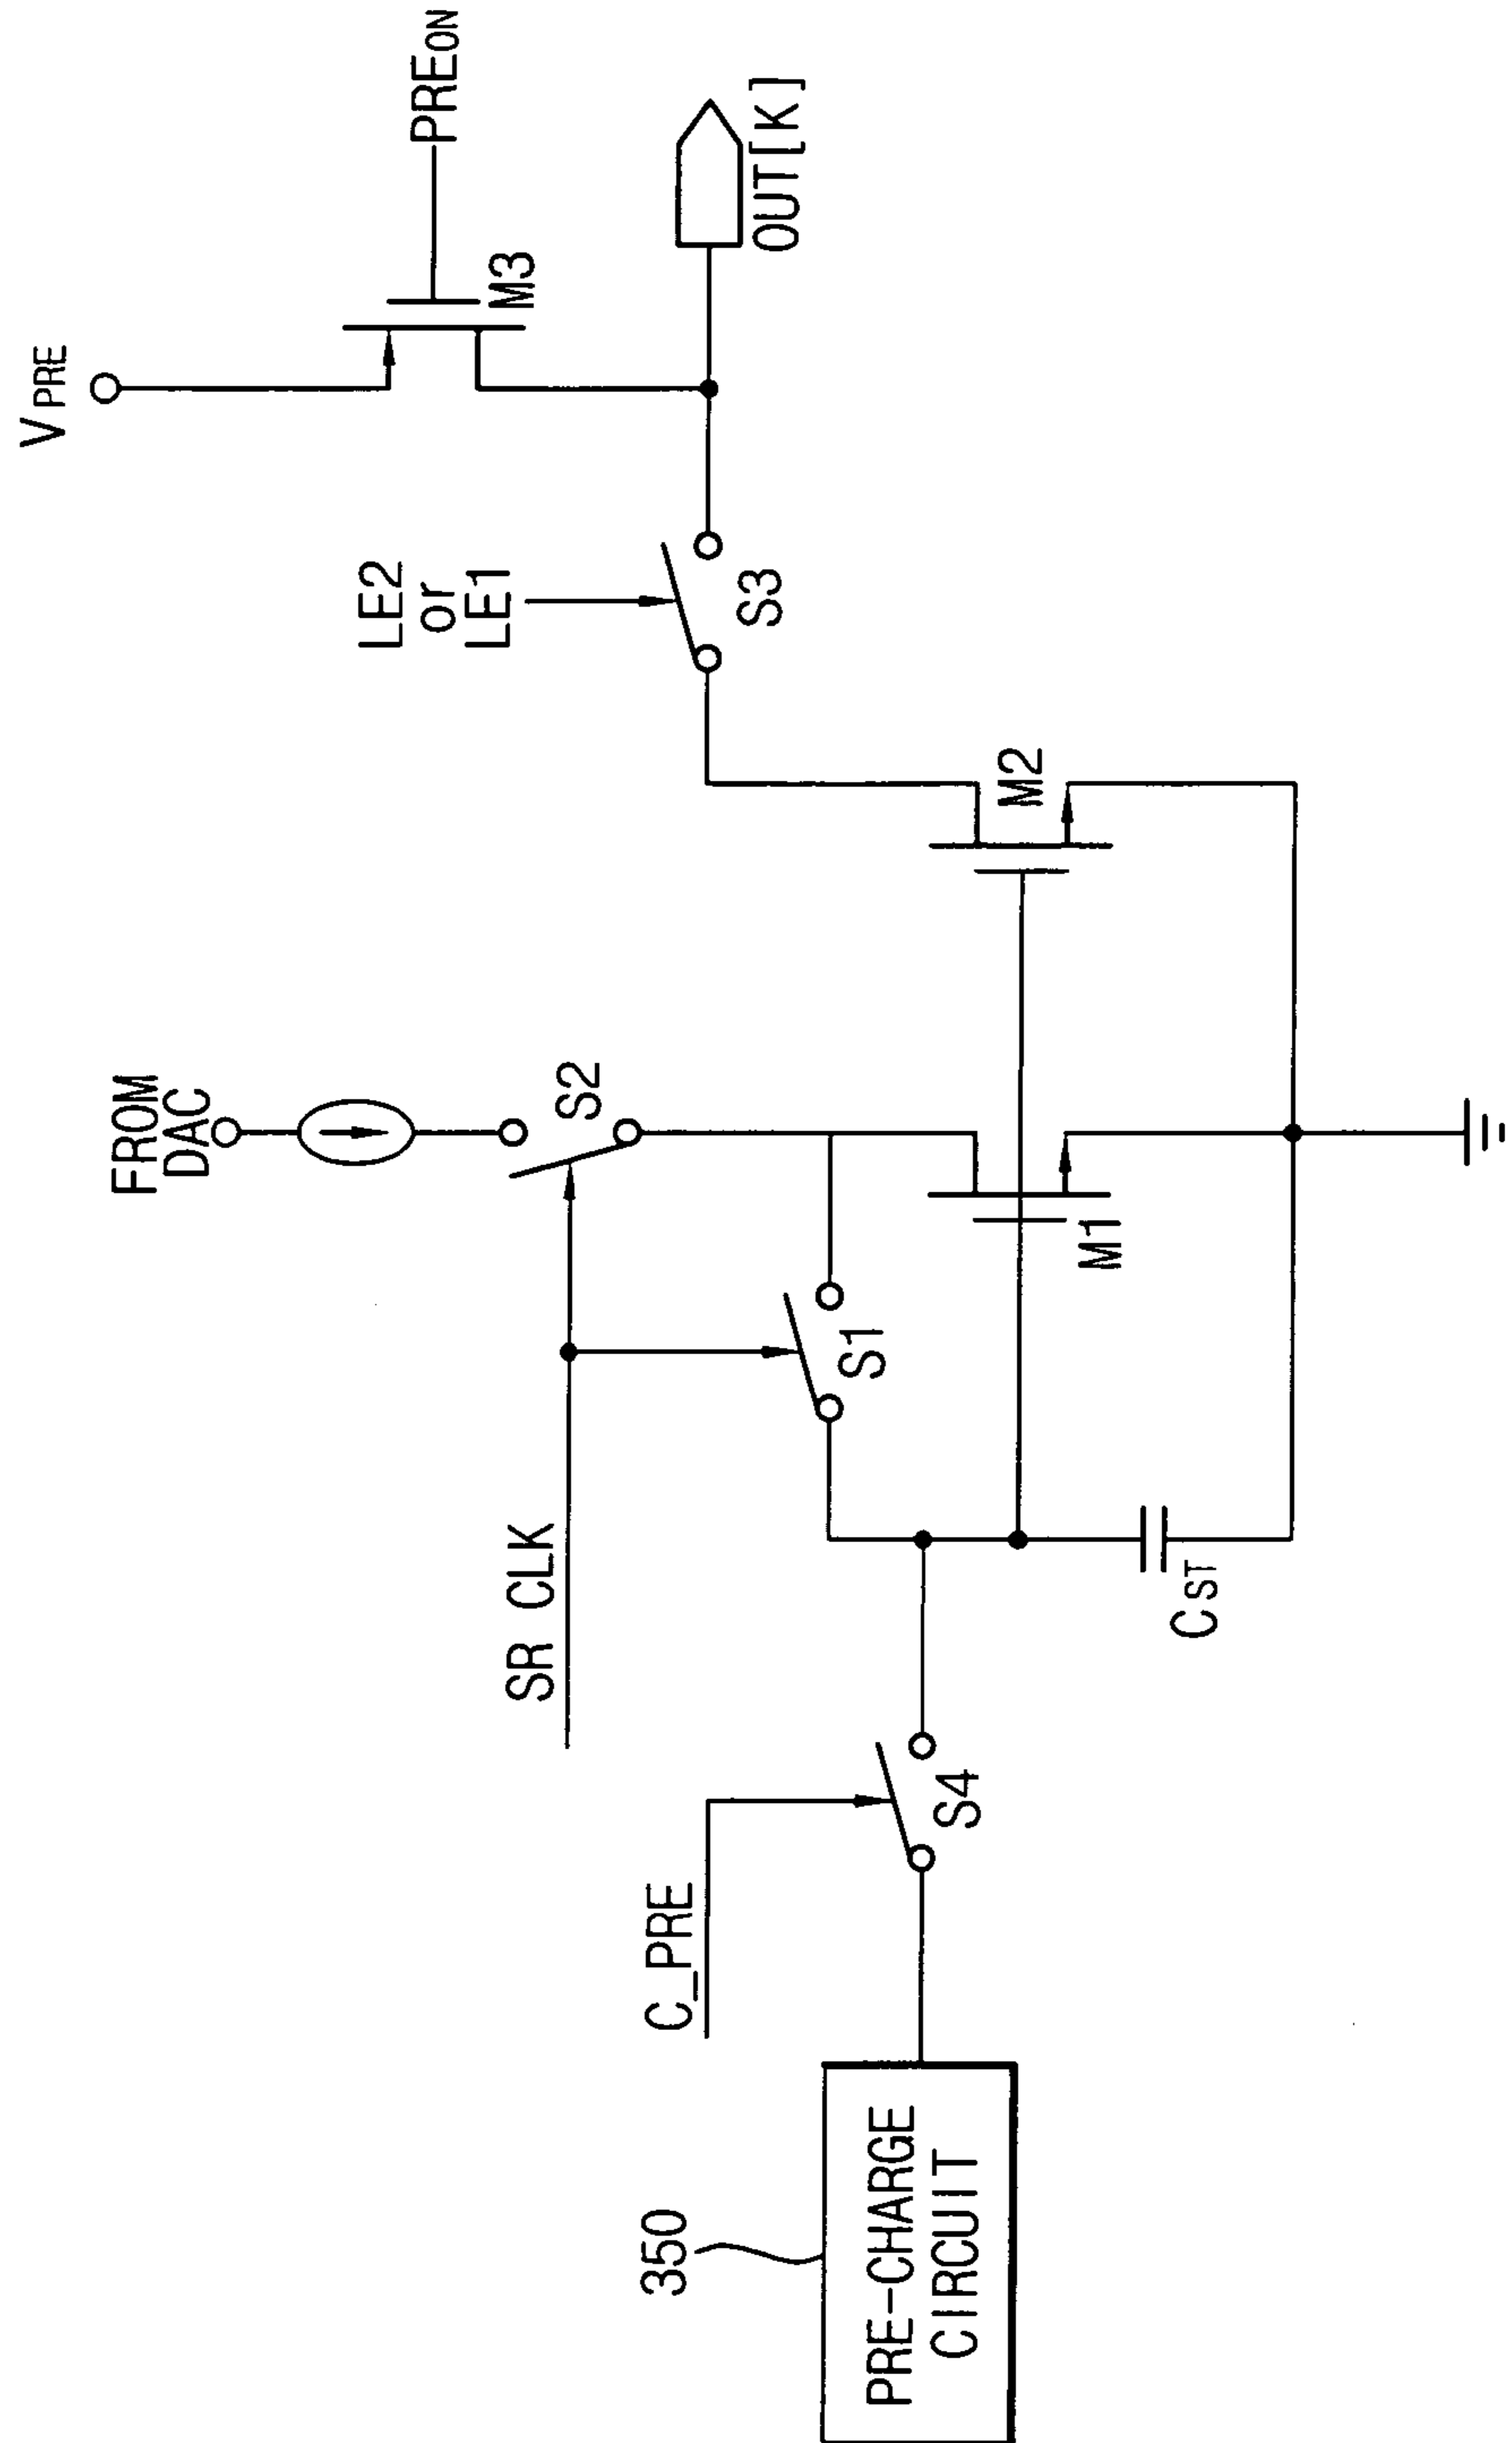 V PRE
PREON
M3
OUT[K]
LE2
or
LE1
S3
M2
FROM
DAC
S2
SR CLK
S1
M1
CST
C_PRE
S4
350
PRE-CHARGE
CIRCUIT